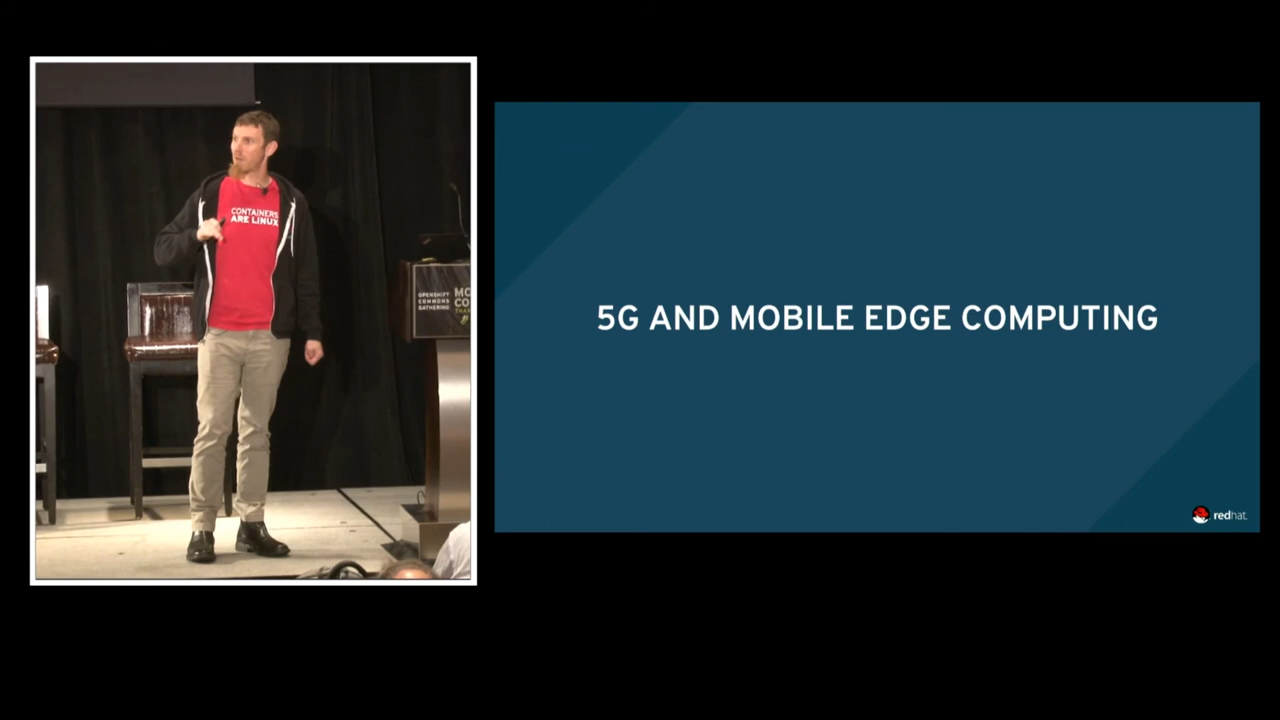 CONTAINERS
ARE LINUX
OPENSHIFT
COMMONS
GATHERING
5G AND MOBILE EDGE COMPUTING
redhat.